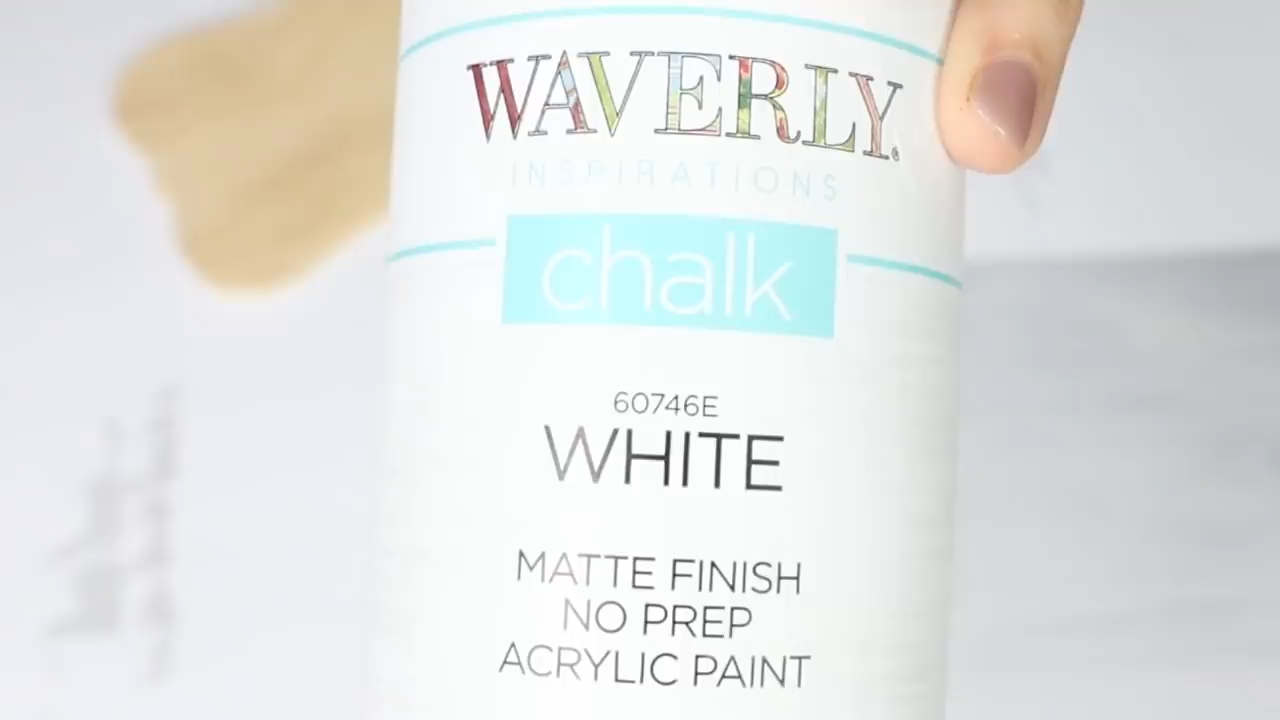 WAVERLY®
INSPIRATIONS
chalk
60746E
WHITE
MATTE FINISH
NO PREP
ACRYLIC PAINT